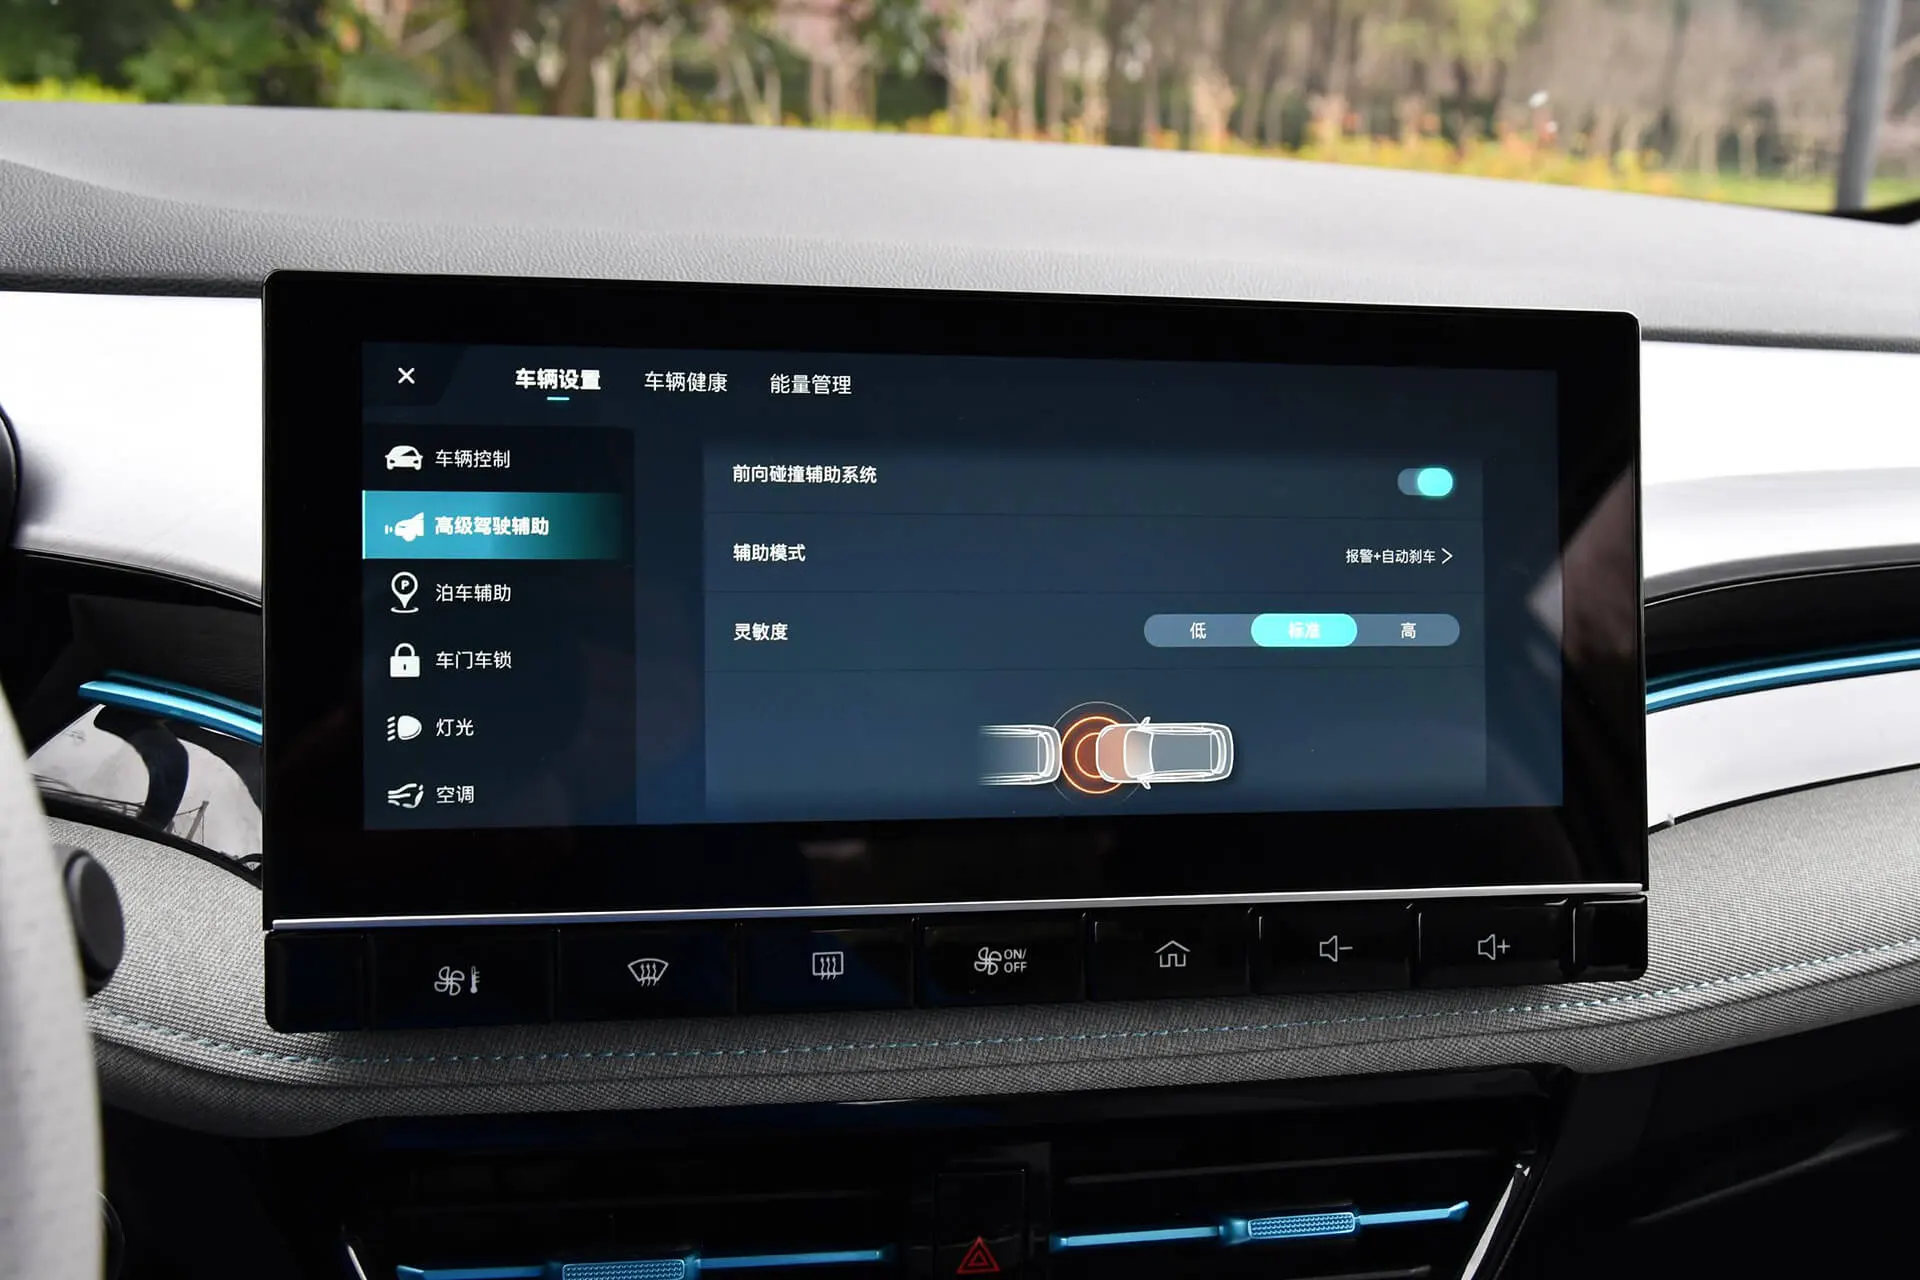 车辆设置 车辆健康 能量管理
车辆控制
高级驾驶辅助
泊车辅助
车门车锁
灯光
空调
前向碰撞辅助系统
辅助模式 报警+自动刹车
灵敏度 低 标准 高
P
ON/
OFF